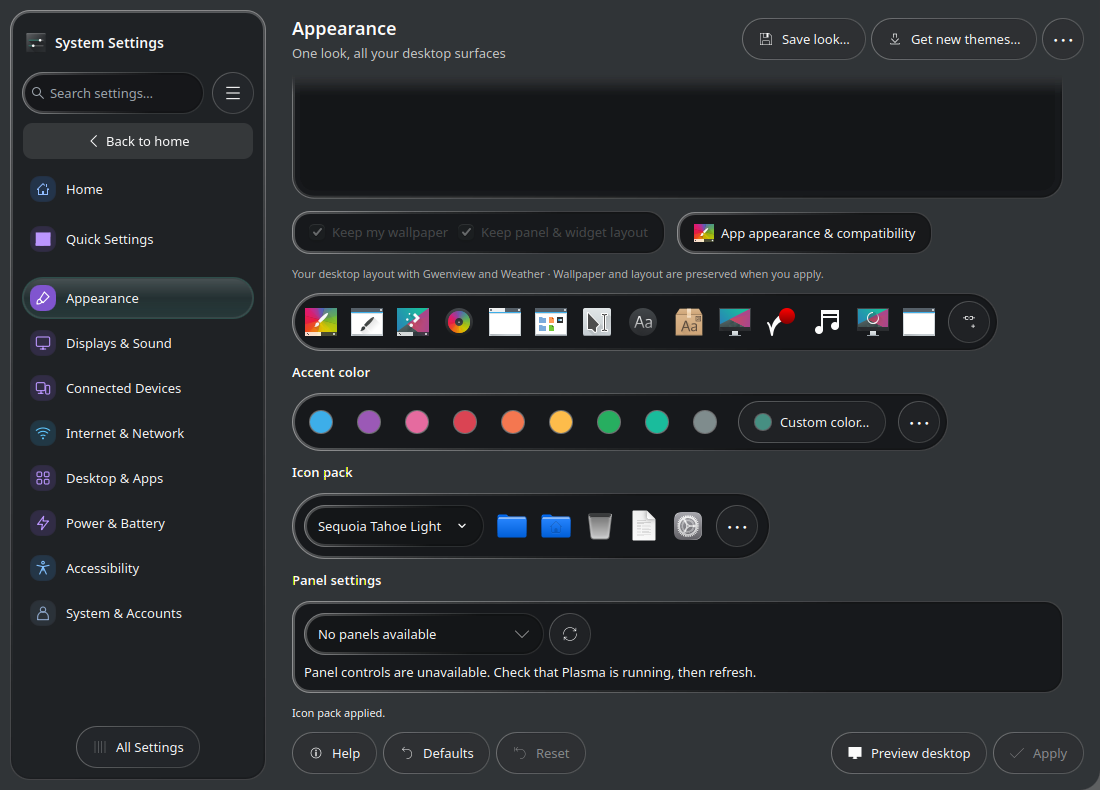 System Settings
Search settings...
Back to home
Home
Quick Settings
Appearance
Displays & Sound
Connected Devices
Internet & Network
Desktop & Apps
Power & Battery
Accessibility
System & Accounts
All Settings
Appearance
One look, all your desktop surfaces
Save look...
Get new themes...
Keep my wallpaper
Keep panel & widget layout
App appearance & compatibility
Your desktop layout with Gwenview and Weather · Wallpaper and layout are preserved when you apply.
Aa
Aa
Accent color
Custom color...
Icon pack
Sequoia Tahoe Light
Panel settings
No panels available
Panel controls are unavailable. Check that Plasma is running, then refresh.
Icon pack applied.
Help
Defaults
Reset
Preview desktop
Apply